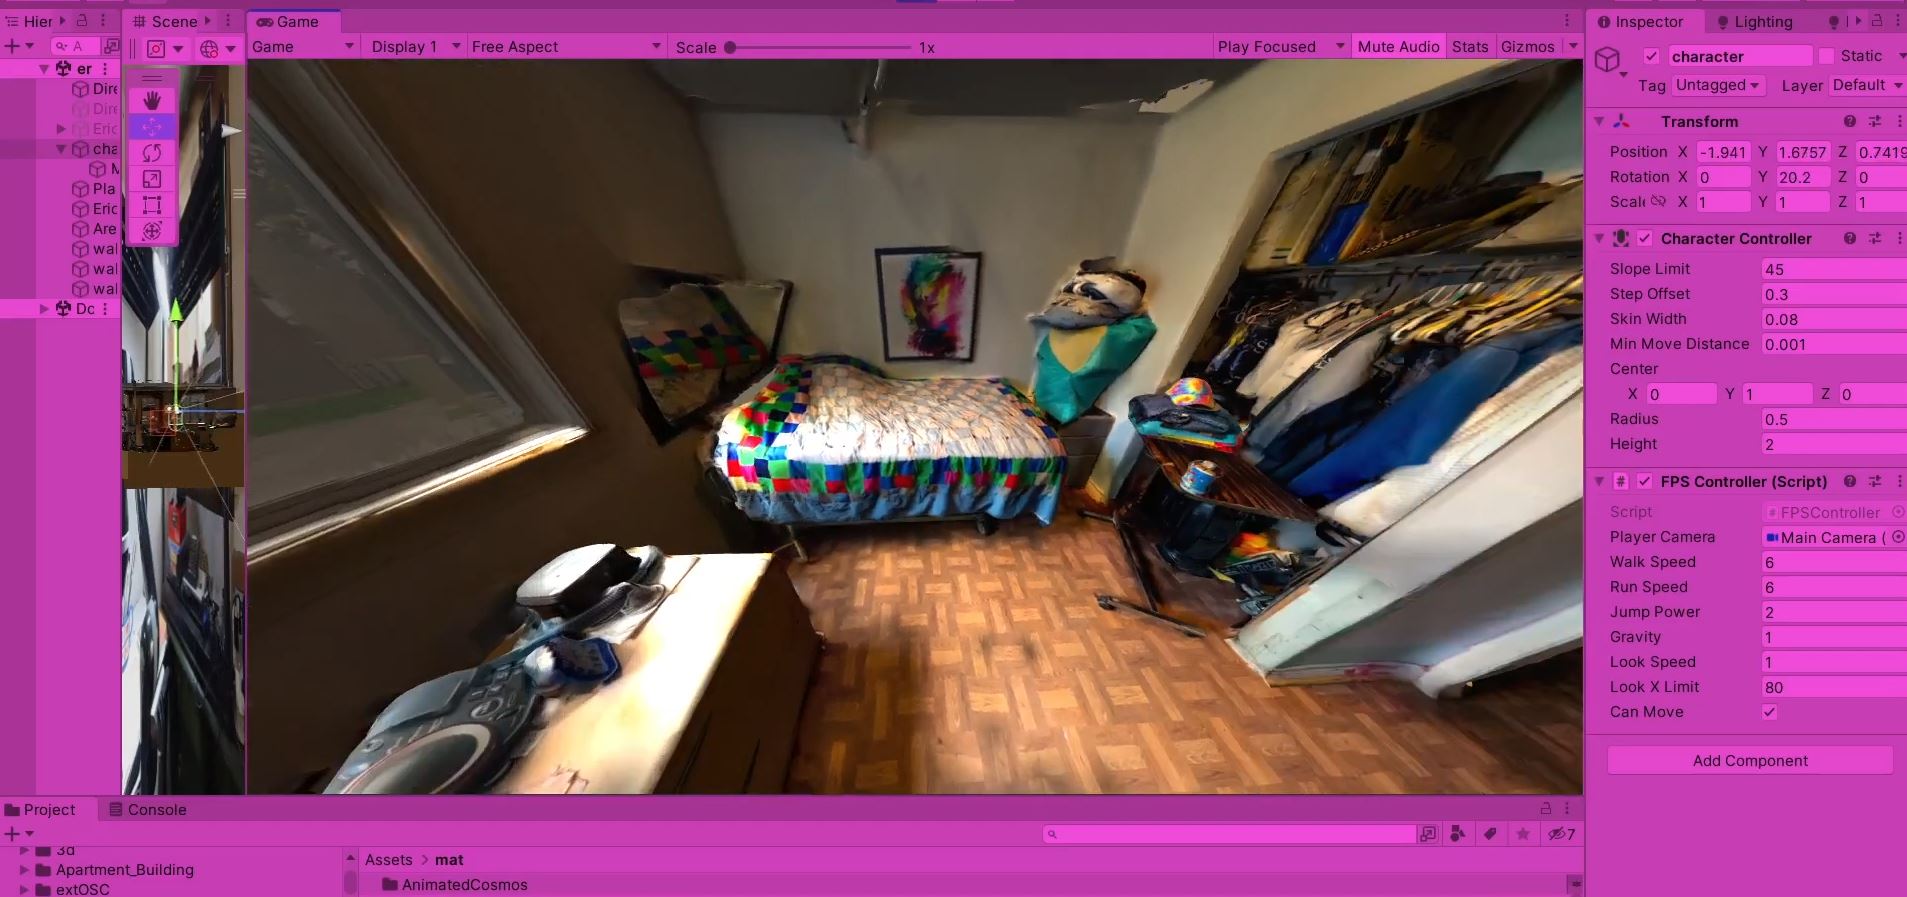 Hier
Scene
Game
Inspector
Lighting
A
Game
Display 1
Free Aspect
Scale
1x
Play Focused
Mute Audio
Stats
Gizmos
character
Static
Tag
Untagged
Layer
Default
er
Dire
Dire
Eric
cha
M
Pla
Eric
Are
wal
wal
wal
Dc
Transform
Position X -1.941 Y 1.6757 Z 0.7419
Rotation X 0 Y 20.2 Z 0
Scale X 1 Y 1 Z 1
Character Controller
Slope Limit 45
Step Offset 0.3
Skin Width 0.08
Min Move Distance 0.001
Center
X 0 Y 1 Z 0
Radius 0.5
Height 2
# FPS Controller (Script)
Script # FPSController
Player Camera Main Camera (
Walk Speed 6
Run Speed 6
Jump Power 2
Gravity 1
Look Speed 1
Look X Limit 80
Can Move
Add Component
Project
Console
7
3d
Apartment_Building
extOSC
Assets > mat
AnimatedCosmos